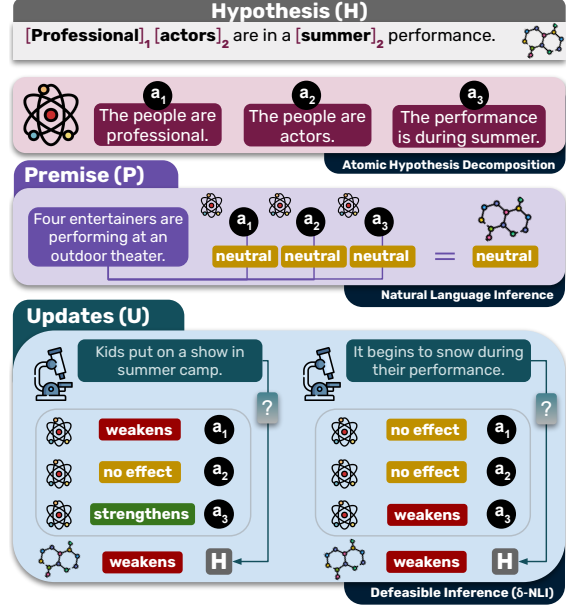 Hypothesis (H)
[Professional]1 [actors]2 are in a [summer]2 performance.
a1
a2
a3
The people are
professional.
The people are
actors.
The performance
is during summer.
Atomic Hypothesis Decomposition
Premise (P)
Four entertainers are
performing at an
outdoor theater.
a1
a2
a3
neutral
neutral
neutral
=
neutral
Natural Language Inference
Updates (U)
Kids put on a show in
summer camp.
?
weakens
a1
no effect
a2
strengthens
a3
weakens
H
It begins to snow during
their performance.
?
no effect
a1
no effect
a2
weakens
a3
weakens
H
Defeasible Inference (δ-NLI)